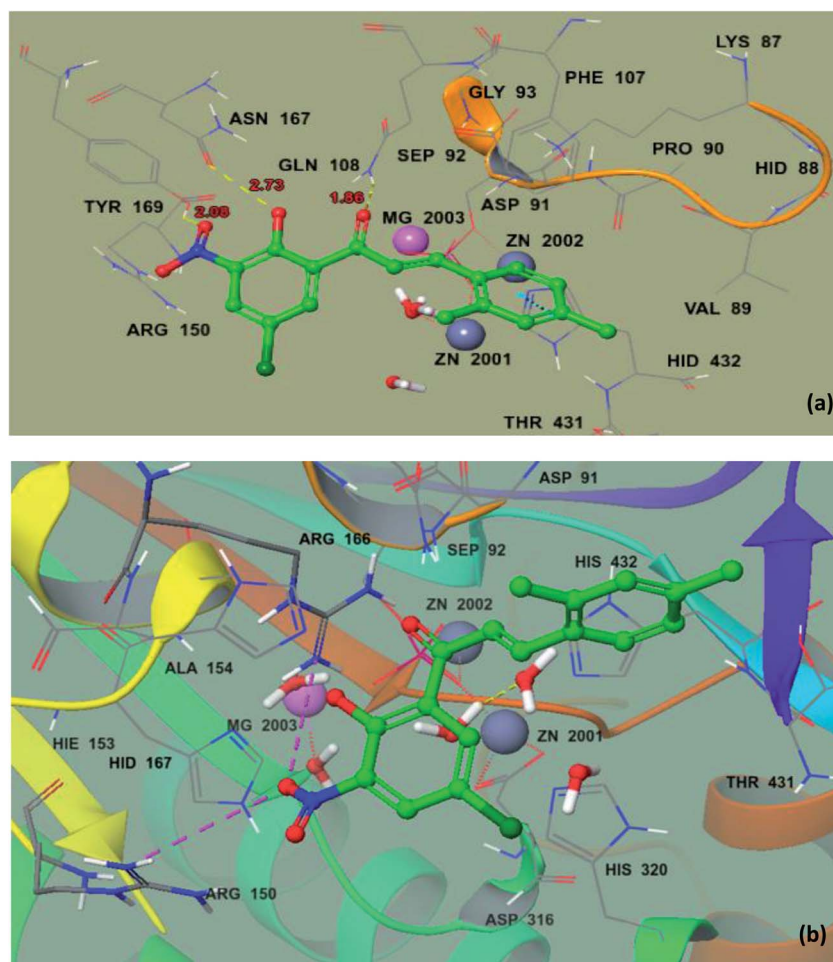 LYS 87
PHE 107
GLY 93
ASN 167
GLN 108
SEP 92
PRO 90
HID 88
2.73
1.86
TYR 169
2.08
ASP 91
MG 2003
ZN 2002
VAL 89
ARG 150
ZN 2001
HID 432
THR 431
(a)
ASP 91
ARG 166
SEP 92
HIS 432
ZN 2002
ALA 154
MG 2003
HIE 153
ZN 2001
HID 167
THR 431
HIS 320
ARG 150
ASP 316
(b)